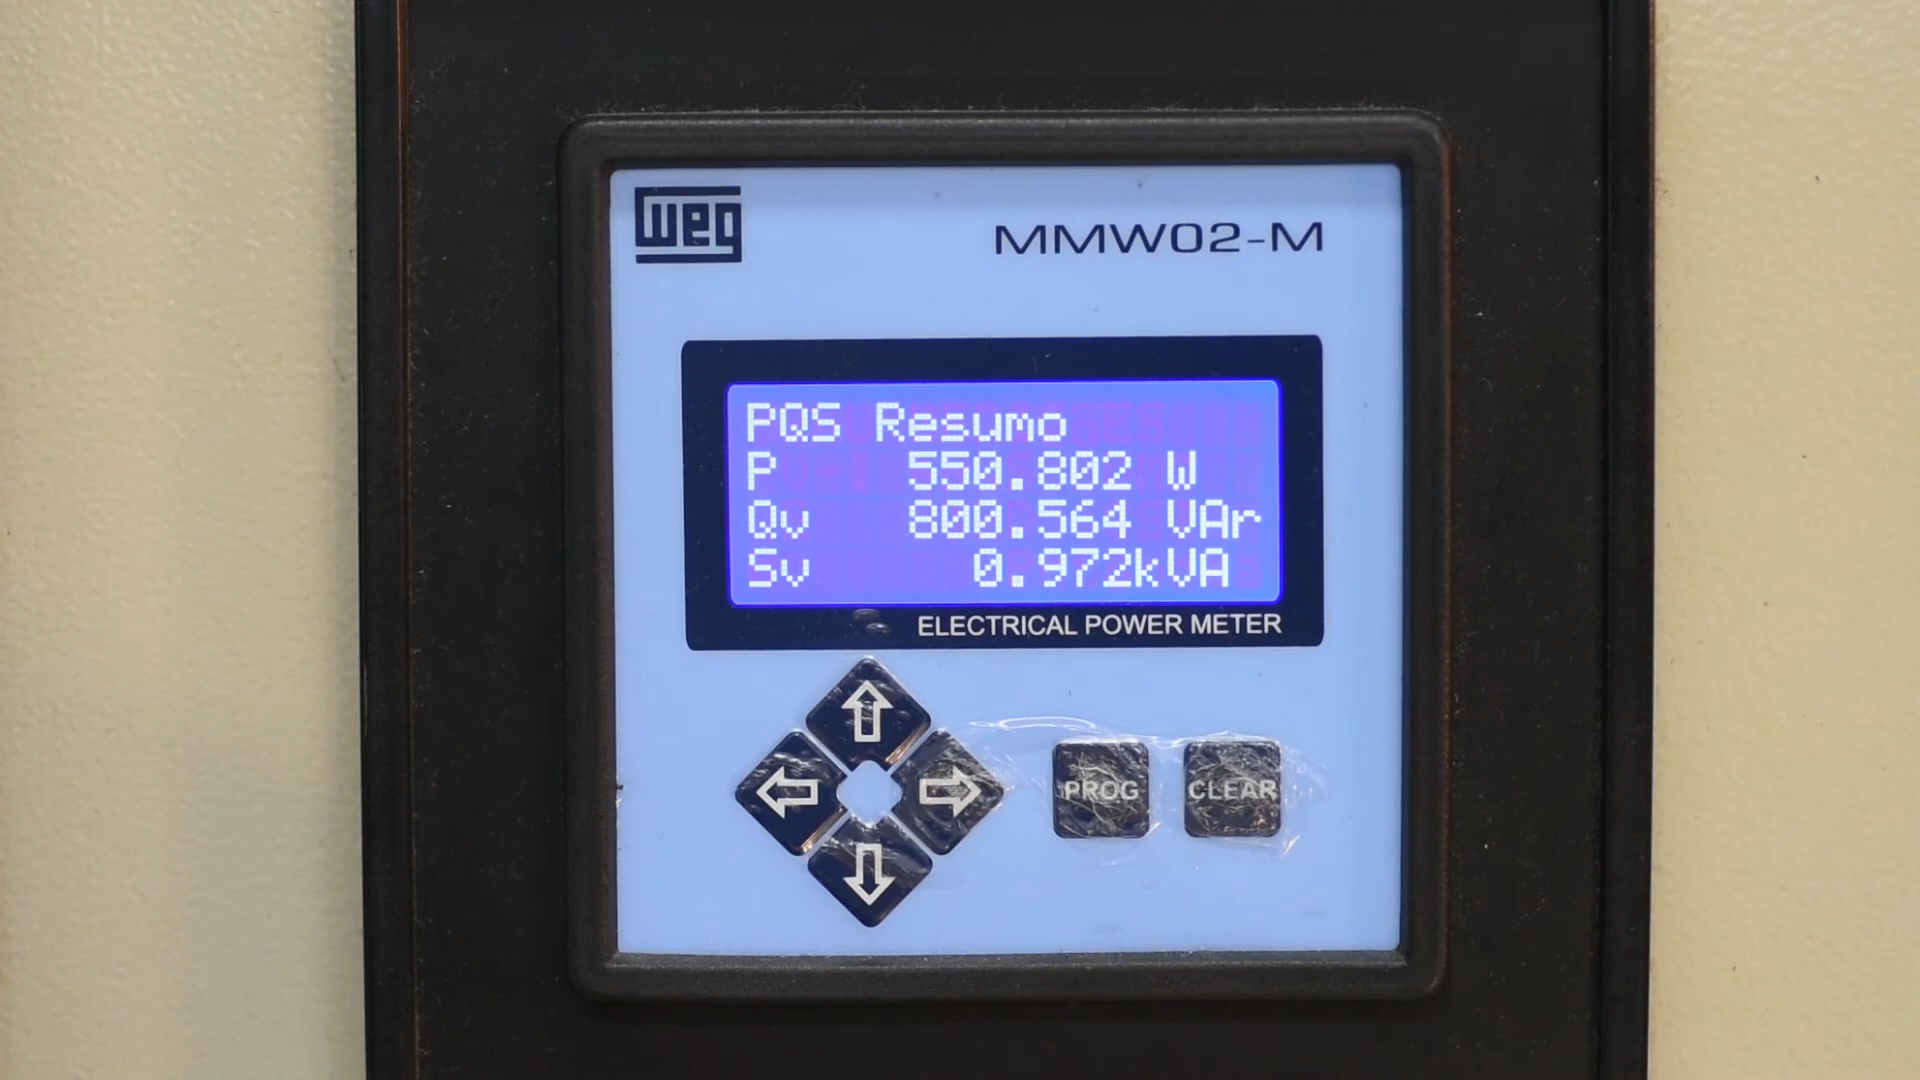 weg
MMW02-M
PQS Resumo
P 550.802 W
Qv 800.564 VAr
Sv 0.972kVA
ELECTRICAL POWER METER
PROG CLEAR